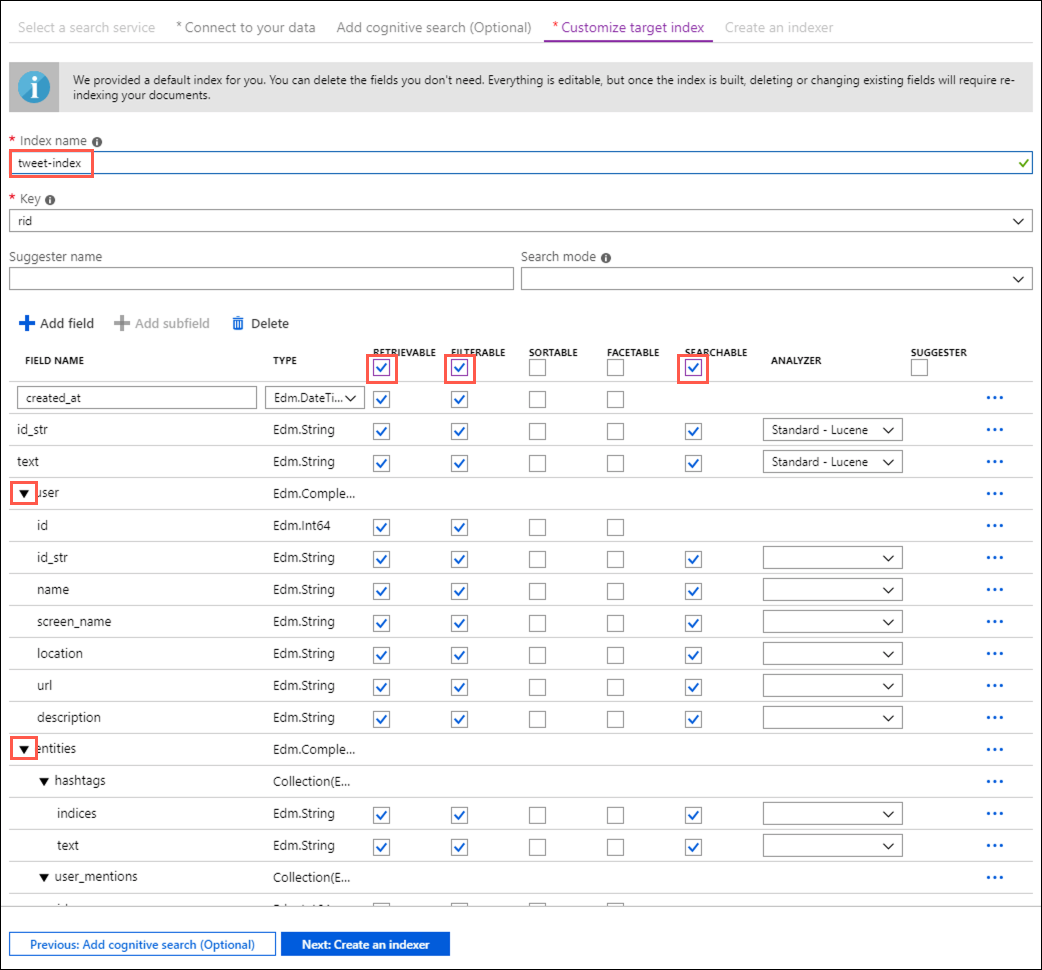 Select a search service * Connect to your data Add cognitive search (Optional) * Customize target index Create an indexer
We provided a default index for you. You can delete the fields you don't need. Everything is editable, but once the index is built, deleting or changing existing fields will require re-
indexing your documents.
* Index name
tweet-index
* Key
rid
Suggester name Search mode
Add field Add subfield Delete
FIELD NAME TYPE RETRIEVABLE FILTERABLE SORTABLE FACETABLE SEARCHABLE ANALYZER SUGGESTER
created_at Edm.DateTi...
id_str Edm.String Standard - Lucene
text Edm.String Standard - Lucene
user Edm.Comple...
id Edm.Int64
id_str Edm.String
name Edm.String
screen_name Edm.String
location Edm.String
url Edm.String
description Edm.String
entities Edm.Comple...
hashtags Collection(E...
indices Edm.String
text Edm.String
user_mentions Collection(E...
Previous: Add cognitive search (Optional) Next: Create an indexer